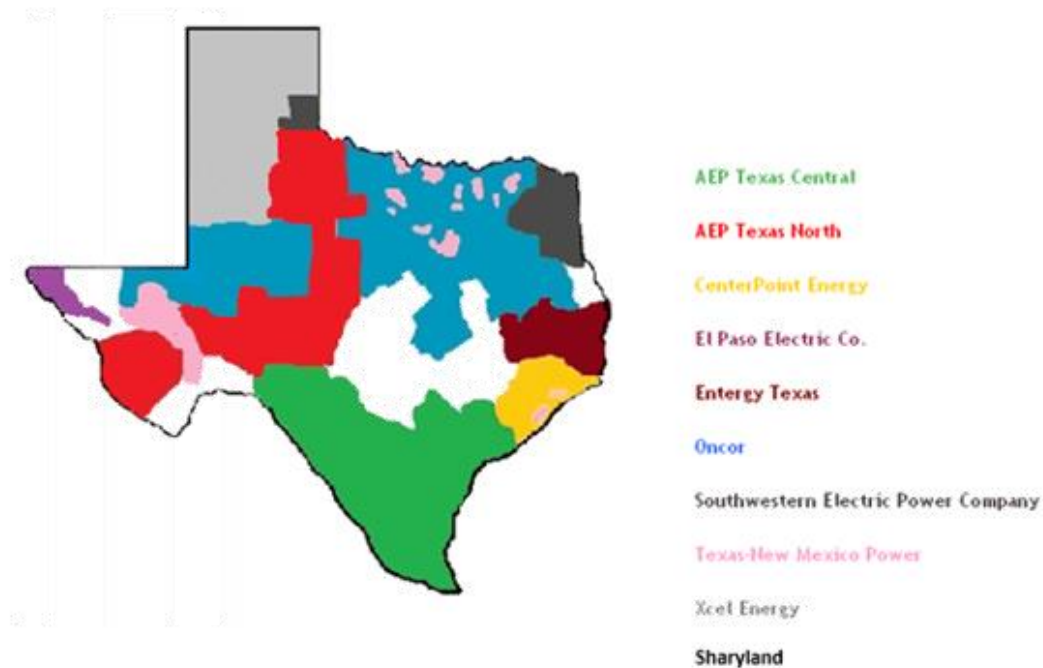 AEP Texas Central
AEP Texas North
CenterPoint Energy
El Paso Electric Co.
Entergy Texas
Oncor
Southwestern Electric Power Company
Texas-New Mexico Power
Xcel Energy
Sharyland